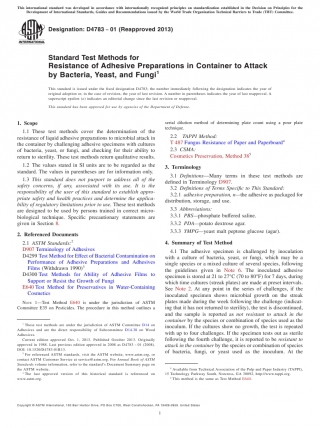 This international standard was developed in accordance with internationally recognized principles on standardization established in the Decision on Principles for the
Development of International Standards, Guides and Recommendations issued by the World Trade Organization Technical Barriers to Trade (TBT) Committee.
Designation: D4783 − 01 (Reapproved 2013)
Standard Test Methods for
Resistance of Adhesive Preparations in Container to Attack
by Bacteria, Yeast, and Fungi1
This standard is issued under the fixed designation D4783; the number immediately following the designation indicates the year of
original adoption or, in the case of revision, the year of last revision. A number in parentheses indicates the year of last reapproval. A
superscript epsilon (ε) indicates an editorial change since the last revision or reapproval.
This standard has been approved for use by agencies of the Department of Defense.
1. Scope
1.1 These test methods cover the determination of the
resistance of liquid adhesive preparations to microbial attack in
the container by challenging adhesive specimens with cultures
of bacteria, yeast, or fungi, and checking for their ability to
return to sterility. These test methods return qualitative results.
1.2 The values stated in SI units are to be regarded as the
standard. The values in parentheses are for information only.
1.3 This standard does not purport to address all of the
safety concerns, if any, associated with its use. It is the
responsibility of the user of this standard to establish appro-
priate safety and health practices and determine the applica-
bility of regulatory limitations prior to use. These test methods
are designed to be used by persons trained in correct micro-
biological technique. Specific precautionary statements are
given in Section 8.
2. Referenced Documents
2.1 ASTM Standards:2
D907 Terminology of Adhesives
D4299 Test Method for Effect of Bacterial Contamination on
Performance of Adhesive Preparations and Adhesives
Films (Withdrawn 1990)3
D4300 Test Methods for Ability of Adhesive Films to
Support or Resist the Growth of Fungi
E640 Test Method for Preservatives in Water-Containing
Cosmetics
NOTE 1—Test Method E640 is under the jurisdiction of ASTM
Committee E35 on Pesticides. The procedure in this method outlines a
1 These test methods are under the jurisdiction of ASTM Committee D14 on
Adhesives and are the direct responsibility of Subcommittee D14.30 on Wood
Adhesives.
Current edition approved Oct. 1, 2013. Published October 2013. Originally
approved in 1988. Last previous edition approved in 2008 as D4783 – 01 (2008).
2 For referenced ASTM standards, visit the ASTM website, www.astm.org, or
contact ASTM Customer Service at service@astm.org. For Annual Book of ASTM
Standards volume information, refer to the standard's Document Summary page on
the ASTM website.
3 The last approved version of this historical standard is referenced on
www.astm.org.
serial dilution method of determining plate count using a pour plate
technique.
2.2 TAPPI Method:
T 487 Fungus Resistance of Paper and Paperboard4
2.3 CSMA:
Cosmetics Preservatives, Method 305
3. Terminology
3.1 Definitions—Many terms in these test methods are
defined in Terminology D907.
3.2 Definitions of Terms Specific to This Standard:
3.2.1 adhesive preparation, n—the adhesive as packaged for
distribution, storage, and use.
3.3 Abbreviations:
3.3.1 PBS—phosphate buffered saline.
3.3.2 PDA—potato dextrose agar.
3.3.3 YMPG—yeast malt peptone glucose (agar).
4. Summary of Test Method
4.1 The adhesive specimen is challenged by inoculation
with a culture of bacteria, yeast, or fungi, which may be a
single species or a mixed culture of several species, following
the guidelines given in Note 6. The inoculated adhesive
specimen is stored at 21 to 27°C (70 to 80°F) for 7 days, during
which time cultures (streak plates) are made at preset intervals.
See Note 2. At any point in the series of challenges, if the
inoculated specimen shows microbial growth on the streak
plates made during the week following the challenge (indicat-
ing that it has not returned to sterility), the test is discontinued,
and the sample is reported as not resistant to attack in the
container by the species or combination of species used as the
inoculum. If the cultures show no growth, the test is repeated
with up to four challenges. If the specimen tests out as sterile
following the fourth challenge, it is reported to be resistant to
attack in the container by the species or combination of species
of bacteria, fungi, or yeast used as the inoculum. At the
4 Available from Technical Association of the Pulp and Paper Industry (TAPPI),
15 Technology Parkway South, Norcross, GA 30092, http://www.tappi.org.
5 This method is the same as Test Method E640.
1